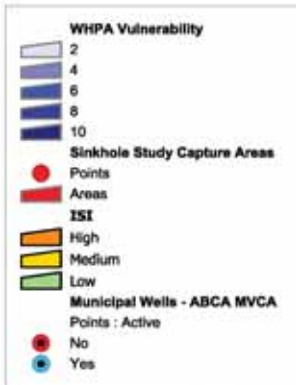 WHPA Vulnerability
2
4
6
8
10
Sinkhole Study Capture Areas
Points
Areas
ISI
High
Medium
Low
Municipal Wells - ABCA MVCA
Points : Active
No
Yes